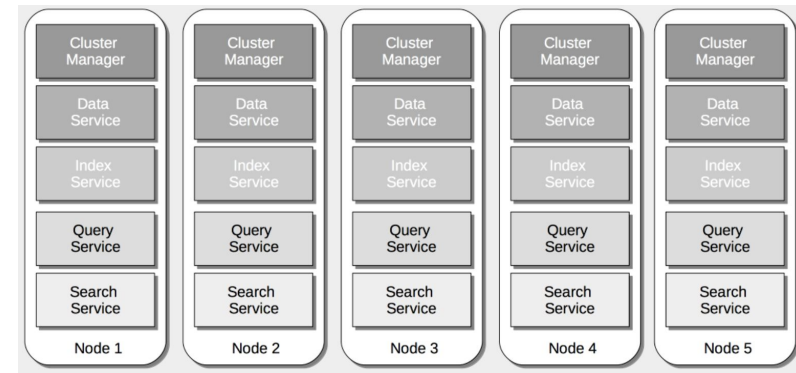 Cluster
Manager
Data
Service
Index
Service
Query
Service
Search
Service
Node 1
Cluster
Manager
Data
Service
Index
Service
Query
Service
Search
Service
Node 2
Cluster
Manager
Data
Service
Index
Service
Query
Service
Search
Service
Node 3
Cluster
Manager
Data
Service
Index
Service
Query
Service
Search
Service
Node 4
Cluster
Manager
Data
Service
Index
Service
Query
Service
Search
Service
Node 5